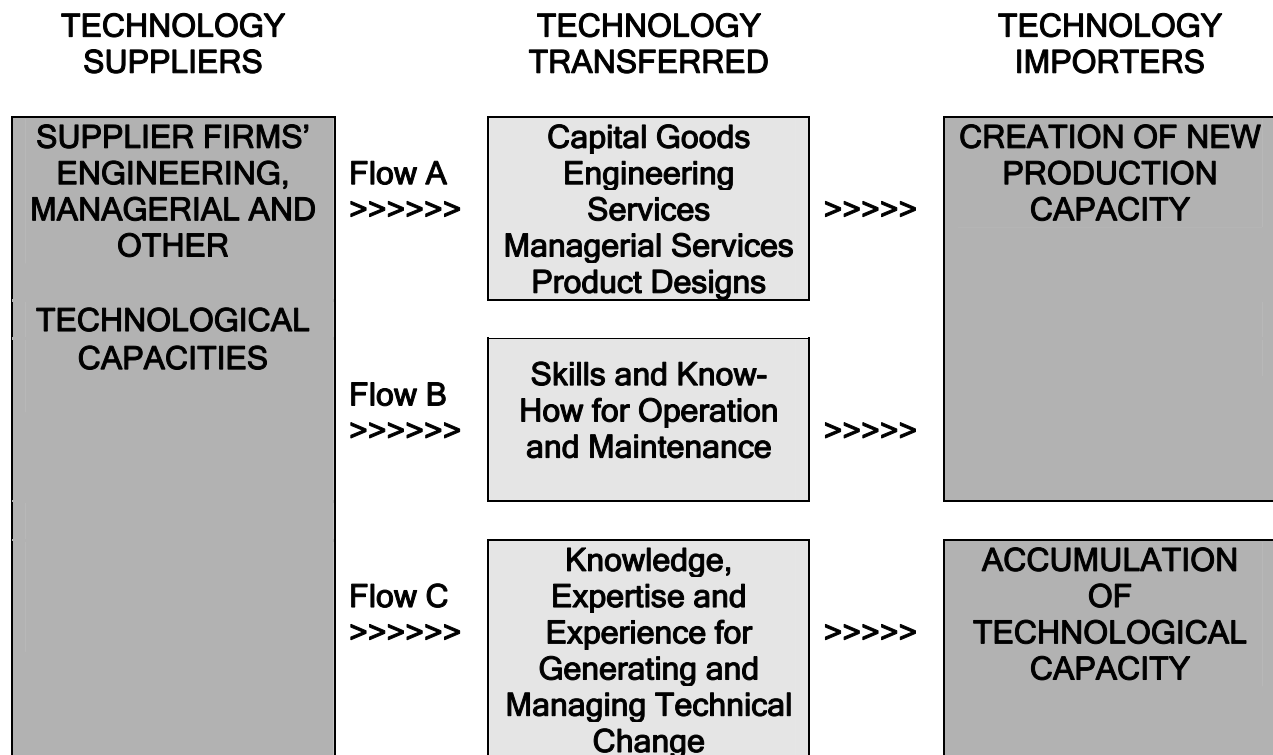 TECHNOLOGY
SUPPLIERS
TECHNOLOGY
TRANSFERRED
TECHNOLOGY
IMPORTERS
SUPPLIER FIRMS’
ENGINEERING,
MANAGERIAL AND
OTHER
TECHNOLOGICAL
CAPACITIES
Flow A
>>>>>>
Capital Goods
Engineering
Services
Managerial Services
Product Designs
>>>>>
CREATION OF NEW
PRODUCTION
CAPACITY
Flow B
>>>>>>
Skills and Know-
How for Operation
and Maintenance
>>>>>
Flow C
>>>>>>
Knowledge,
Expertise and
Experience for
Generating and
Managing Technical
Change
>>>>>
ACCUMULATION
OF
TECHNOLOGICAL
CAPACITY